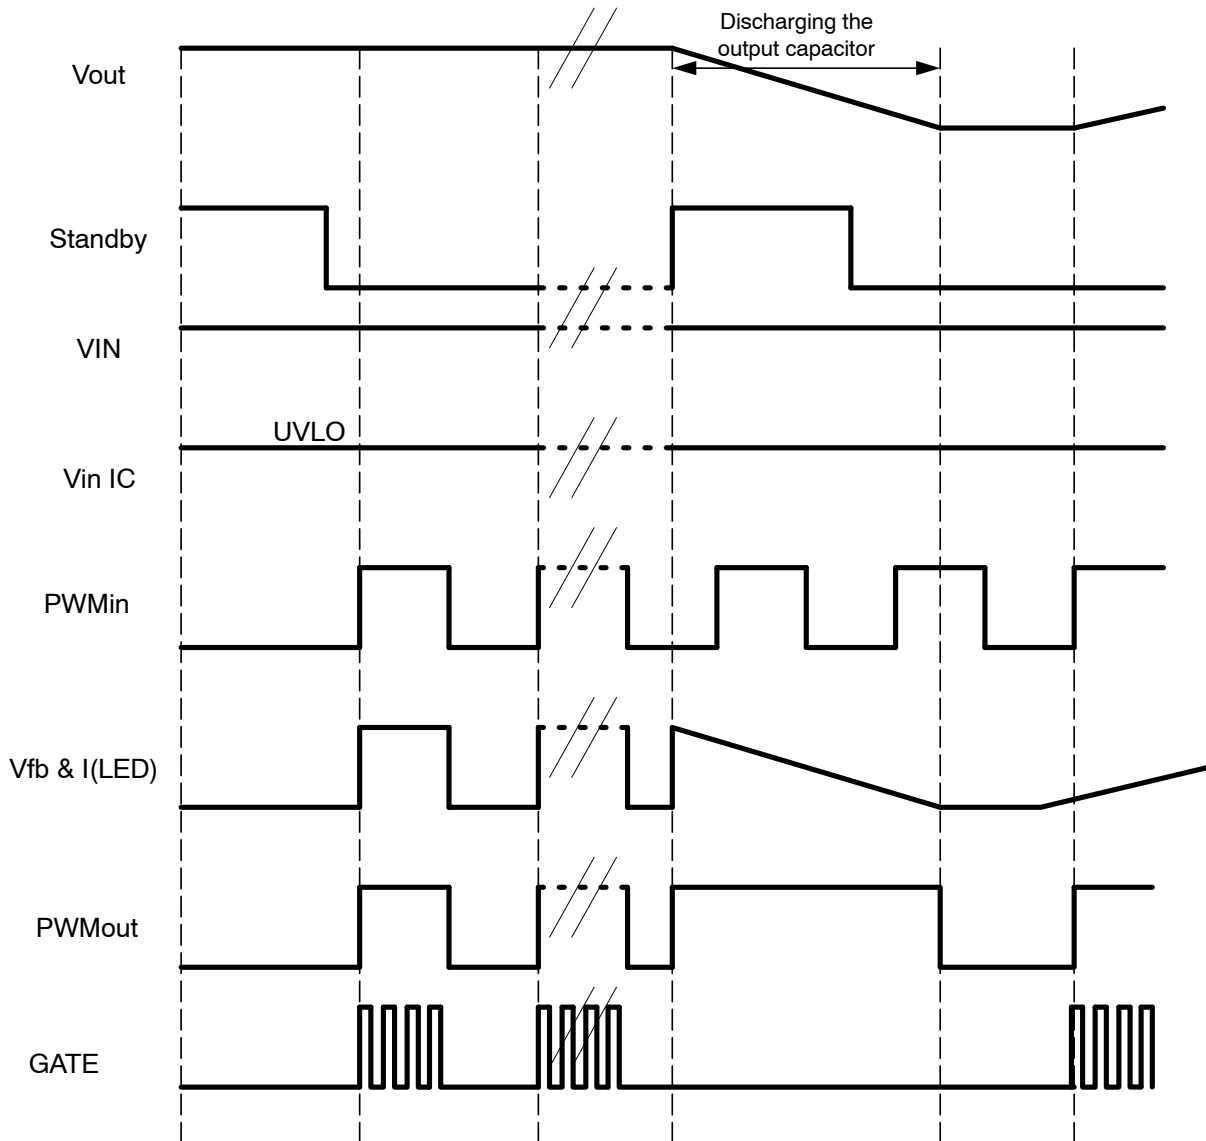 Discharging the
output capacitor
Vout
Standby
VIN
UVLO
Vin IC
PWMin
Vfb & I(LED)
PWMout
GATE